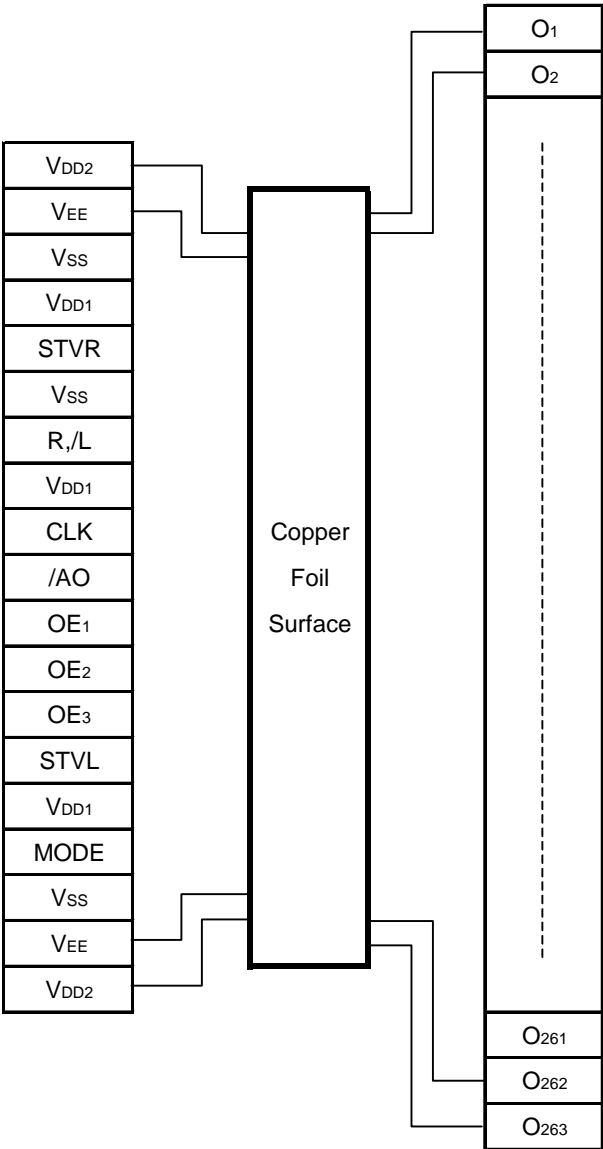 VDD2
VEE
VSS
VDD1
STVR
VSS
R,/L
VDD1
CLK
/AO
OE1
OE2
OE3
STVL
VDD1
MODE
VSS
VEE
VDD2
Copper
Foil
Surface
O1
O2
O261
O262
O263